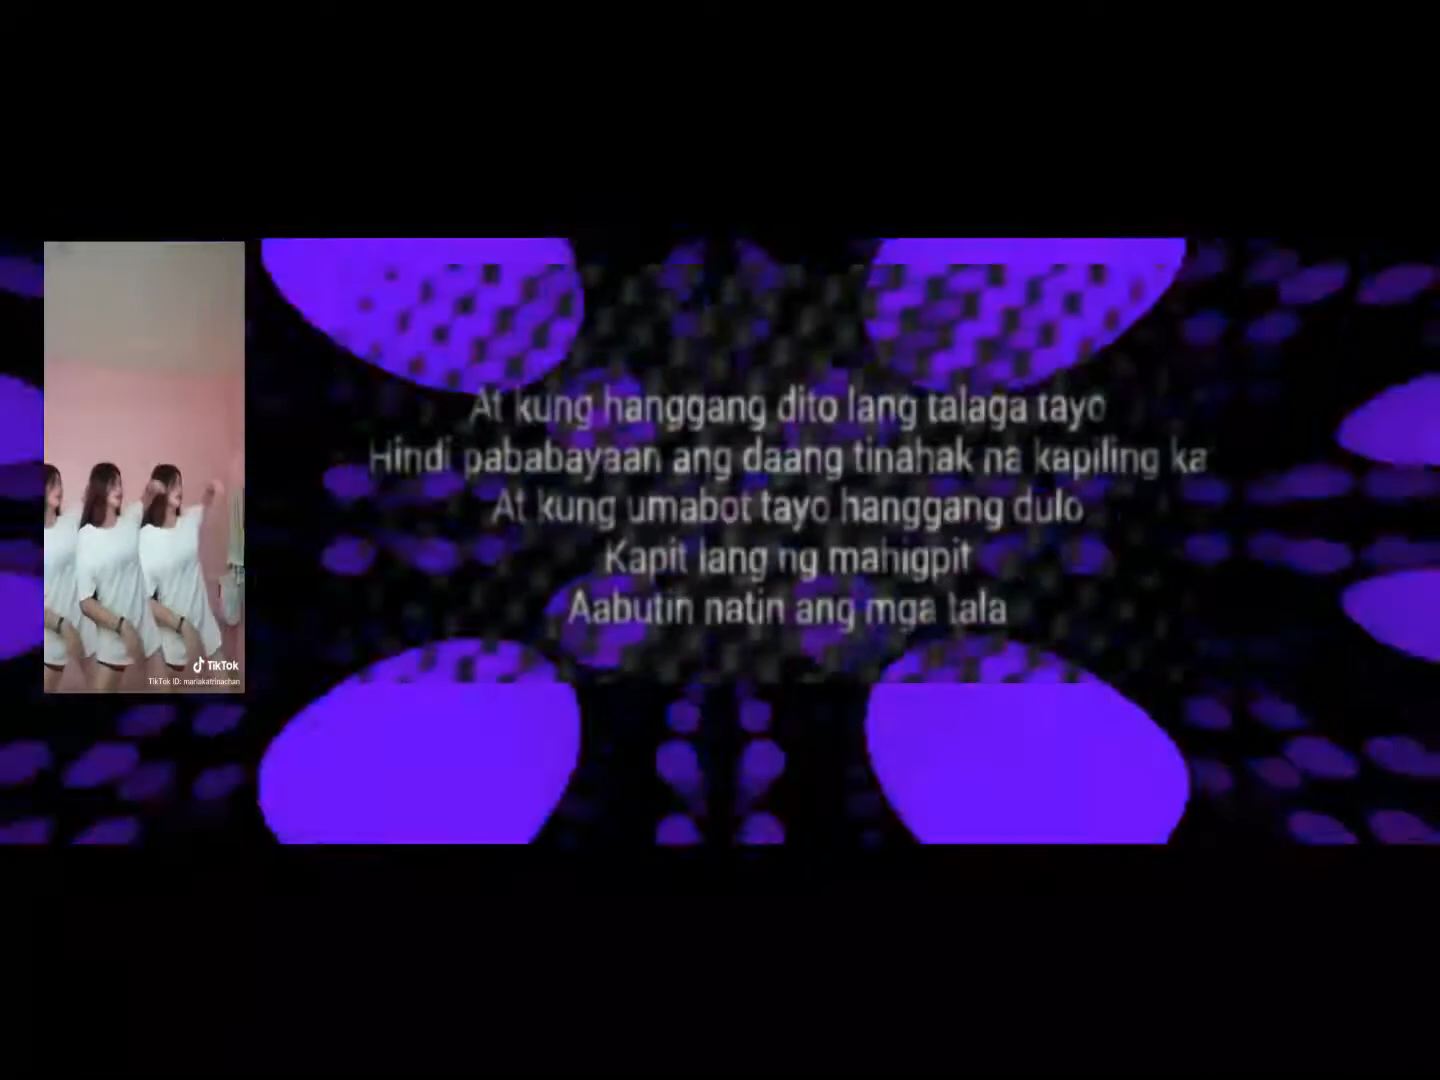 At kung hanggang dito lang talaga tayo
Hindi pababayaan ang daang tinahak na kapiling ka
At kung umabot tayo hanggang dulo
Kapit lang ng mahigpit
Aabutin natin ang mga tala
TikTok
TikTok ID: mariakatrinachan